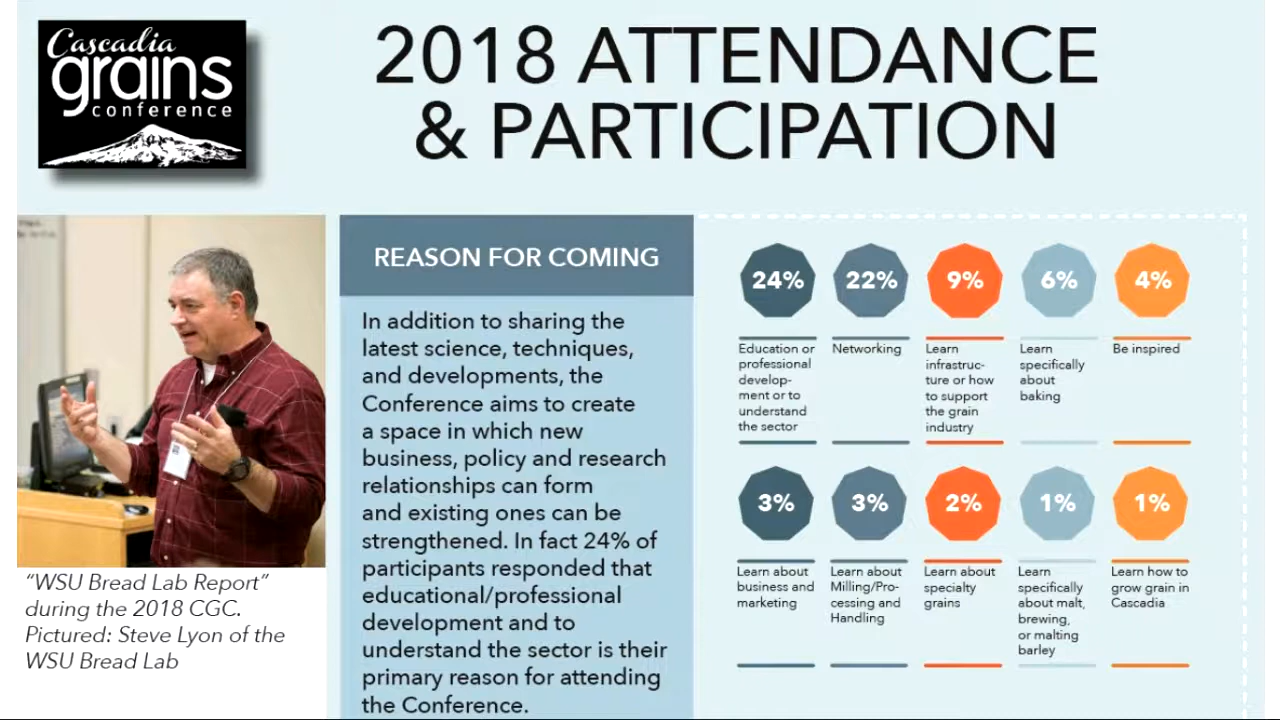 Cascadia
grains
conference
2018 ATTENDANCE
& PARTICIPATION
"WSU Bread Lab Report"
during the 2018 CGC.
Pictured: Steve Lyon of the
WSU Bread Lab
REASON FOR COMING
In addition to sharing the
latest science, techniques,
and developments, the
Conference aims to create
a space in which new
business, policy and research
relationships can form
and existing ones can be
strengthened. In fact 24% of
participants responded that
educational/professional
development and to
understand the sector is their
primary reason for attending
the Conference.
24%
Education or
professional
develop-
ment or to
understand
the sector
22%
Networking
9%
Learn
infrastruc-
ture or how
to support
the grain
industry
6%
Learn
specifically
about
baking
4%
Be inspired
3%
Learn about
business and
marketing
3%
Learn about
Milling/Pro-
cessing and
Handling
2%
Learn about
specialty
grains
1%
Learn
specifically
about malt,
brewing,
or malting
barley
1%
Learn how to
grow grain in
Cascadia